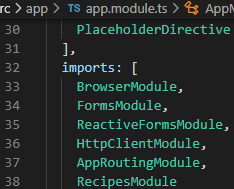 rc > app > TS app.module.ts > AppM
30 PlaceholderDirective
31 ],
32 imports: [
33 BrowserModule,
34 FormsModule,
35 ReactiveFormsModule,
36 HttpClientModule,
37 AppRoutingModule,
38 RecipesModule